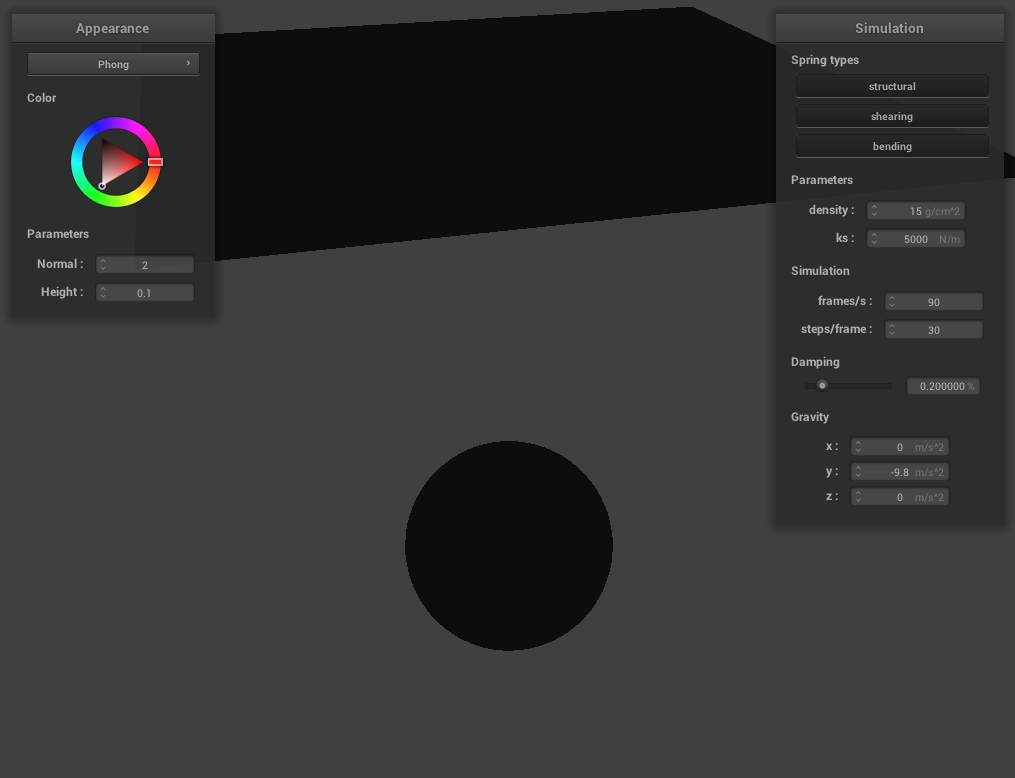 Appearance
Phong ›
Color
Parameters
Normal : 2
Height : 0.1
Simulation
Spring types
structural
shearing
bending
Parameters
density : 15 g/cm^2
ks : 5000 N/m
Simulation
frames/s : 90
steps/frame : 30
Damping
0.200000 %
Gravity
x : 0 m/s^2
y : -9.8 m/s^2
z : 0 m/s^2